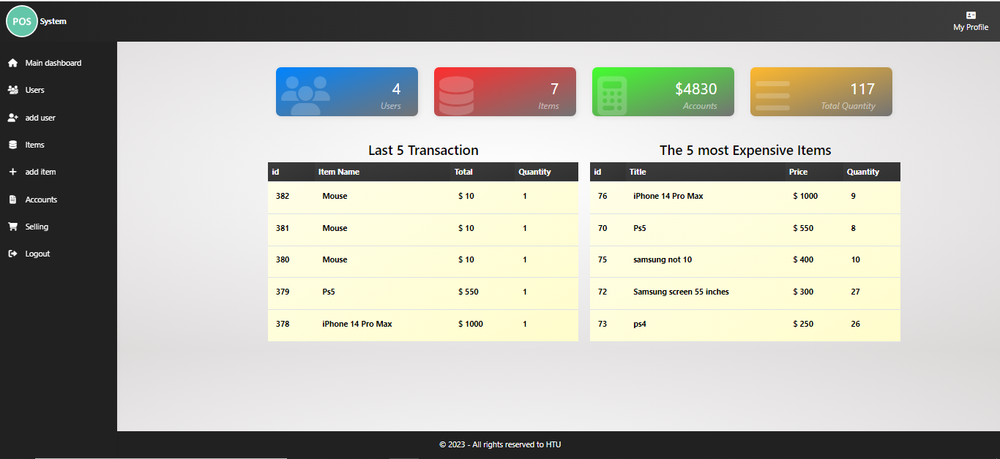 POS System
My Profile
Main dashboard
Users
add user
Items
add item
Accounts
Selling
Logout
4
Users
7
Items
$4830
Accounts
117
Total Quantity
Last 5 Transaction
id Item Name Total Quantity
382 Mouse $ 10 1
381 Mouse $ 10 1
380 Mouse $ 10 1
379 Ps5 $ 550 1
378 iPhone 14 Pro Max $ 1000 1
The 5 most Expensive Items
id Title Price Quantity
76 iPhone 14 Pro Max $ 1000 9
70 Ps5 $ 550 8
75 samsung not 10 $ 400 10
72 Samsung screen 55 inches $ 300 27
73 ps4 $ 250 26
© 2023 - All rights reserved to HTU